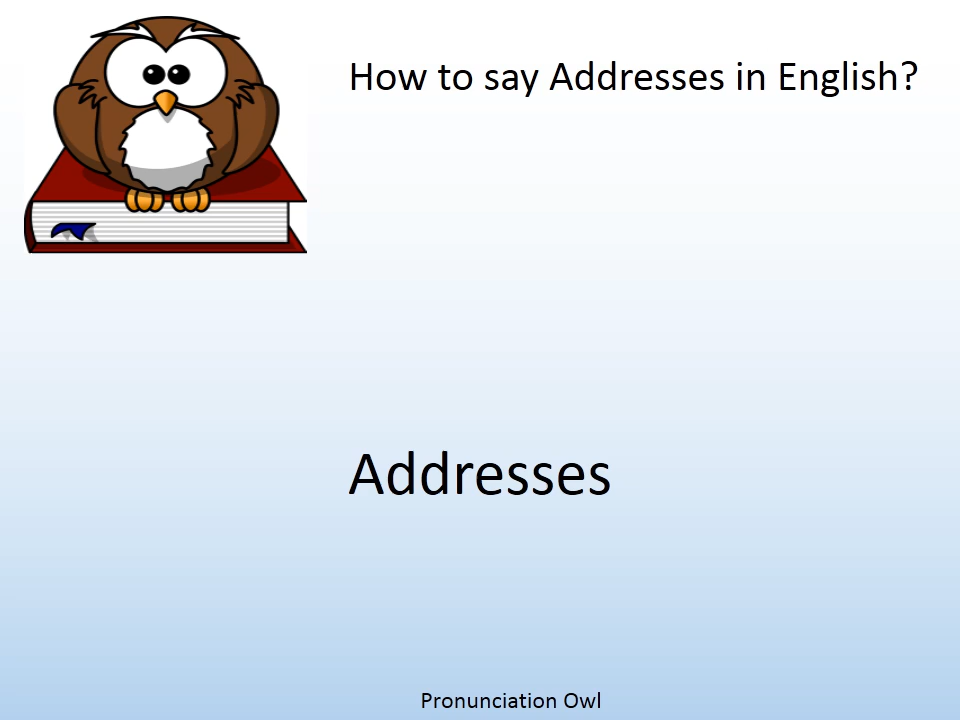 How to say Addresses in English?
Addresses
Pronunciation Owl